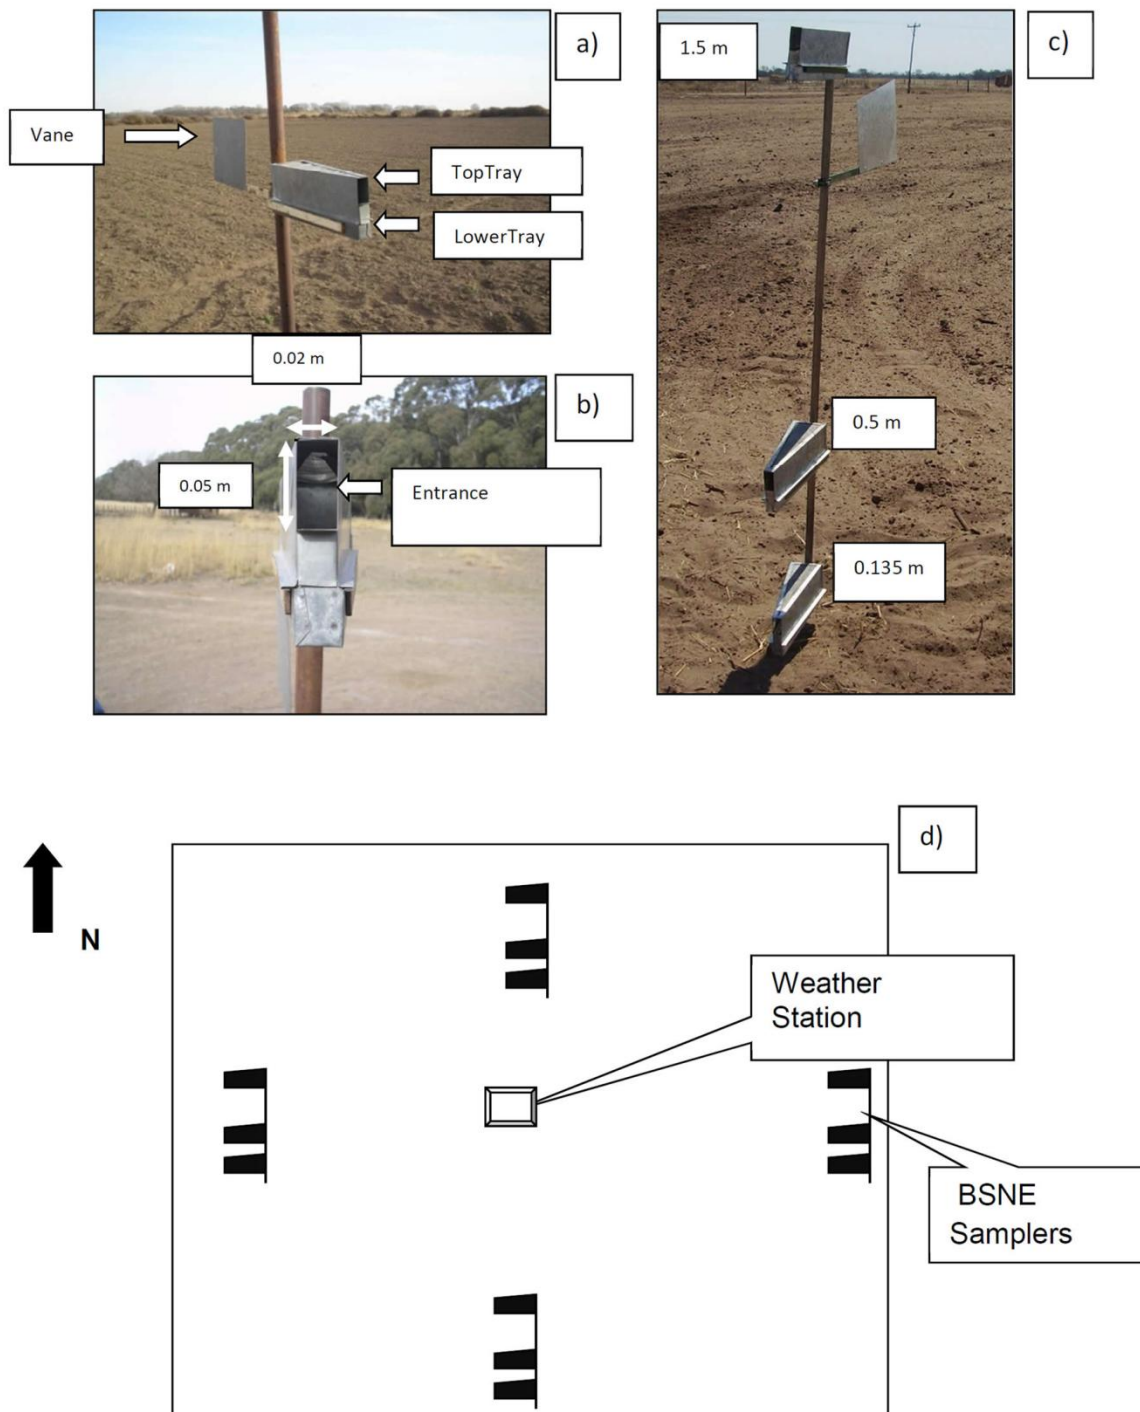 a)
Vane
TopTray
LowerTray
0.02 m
b)
0.05 m
Entrance
c)
1.5 m
0.5 m
0.135 m
d)
N
Weather
Station
BSNE
Samplers